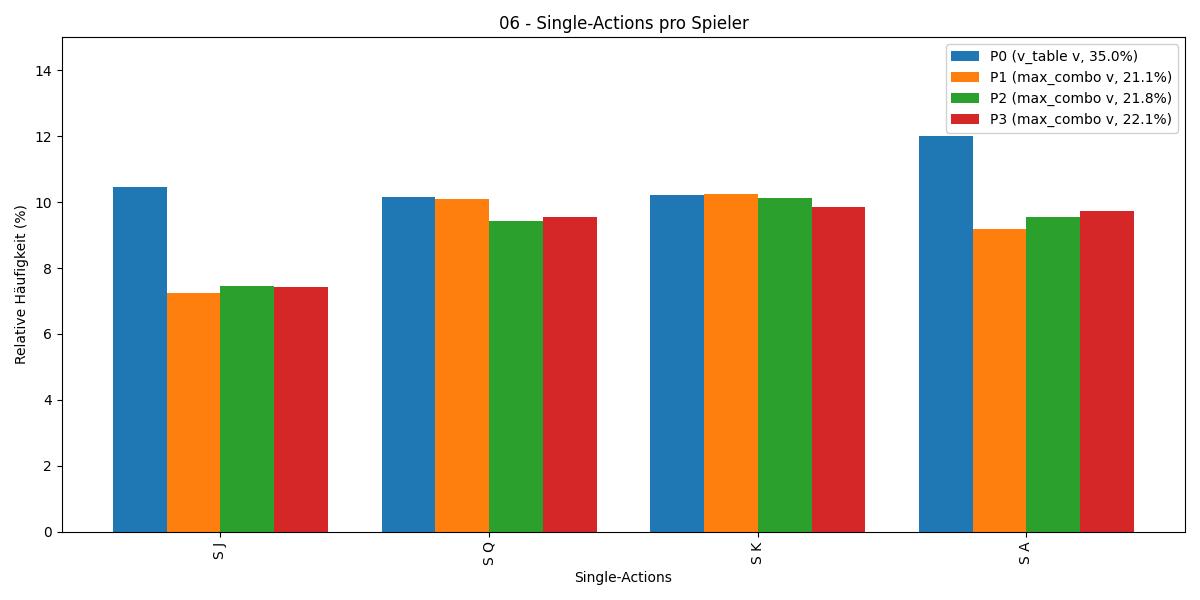 06 - Single-Actions pro Spieler
P0 (v_table v, 35.0%)
P1 (max_combo v, 21.1%)
P2 (max_combo v, 21.8%)
P3 (max_combo v, 22.1%)
Relative Häufigkeit (%)
14
12
10
8
6
4
2
0
S J
S Q
S K
S A
Single-Actions